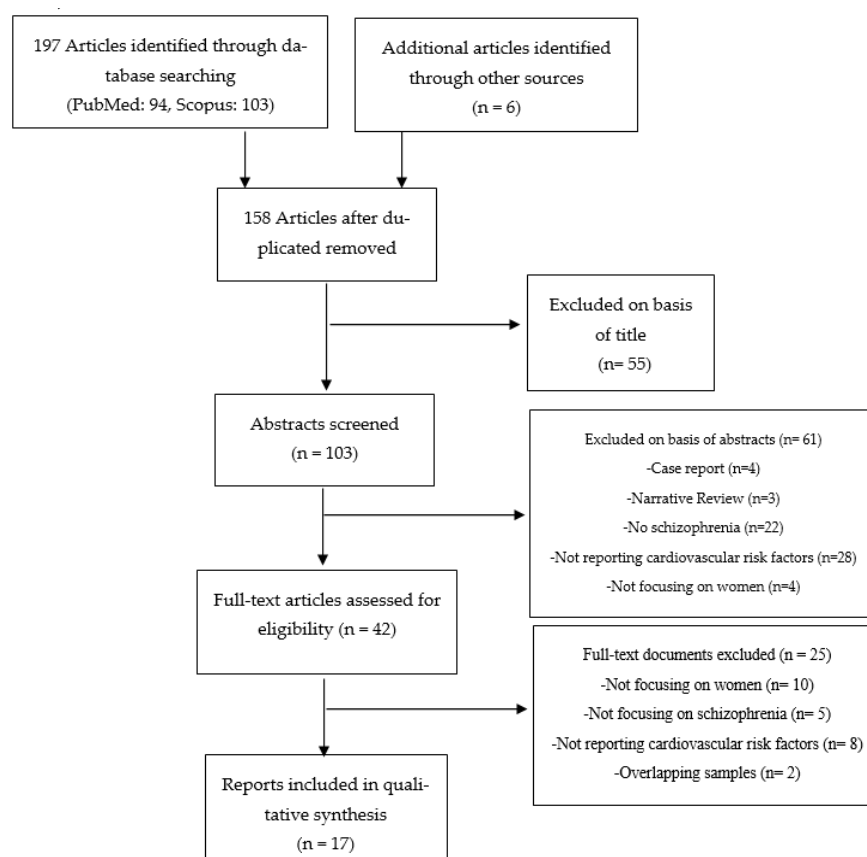 197 Articles identified through da-
tabase searching
(PubMed: 94, Scopus: 103)
Additional articles identified
through other sources
(n = 6)
158 Articles after du-
plicated removed
Excluded on basis
of title
(n= 55)
Abstracts screened
(n = 103)
Excluded on basis of abstracts (n= 61)
-Case report (n=4)
-Narrative Review (n=3)
-No schizophrenia (n=22)
-Not reporting cardiovascular risk factors (n=28)
-Not focusing on women (n=4)
Full-text articles assessed for
eligibility (n = 42)
Full-text documents excluded (n = 25)
-Not focusing on women (n= 10)
-Not focusing on schizophrenia (n= 5)
-Not reporting cardiovascular risk factors (n= 8)
-Overlapping samples (n= 2)
Reports included in quali-
tative synthesis
(n = 17)